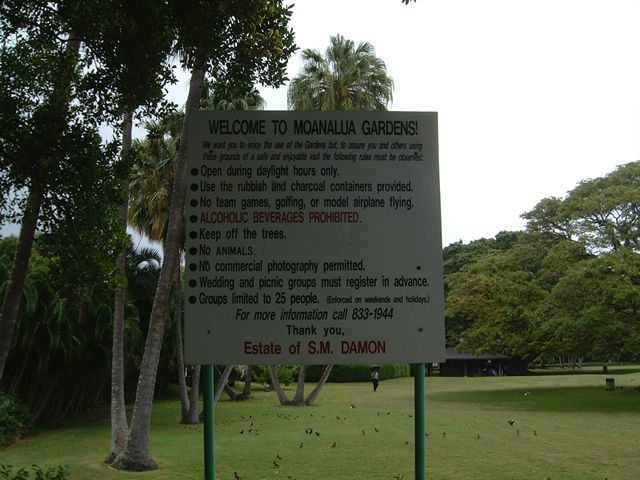 WELCOME TO MOANALUA GARDENS!
We want you to enjoy the use of the Gardens but, to assure you and others using
these grounds of a safe and enjoyable visit the following rules must be observed:
• Open during daylight hours only.
• Use the rubbish and charcoal containers provided.
• No team games, golfing, or model airplane flying.
• ALCOHOLIC BEVERAGES PROHIBITED.
• Keep off the trees.
• No ANIMALS.
• No commercial photography permitted.
• Wedding and picnic groups must register in advance.
• Groups limited to 25 people. (Enforced on weekends and holidays.)
For more information call 833-1944
Thank you,
Estate of S.M. DAMON